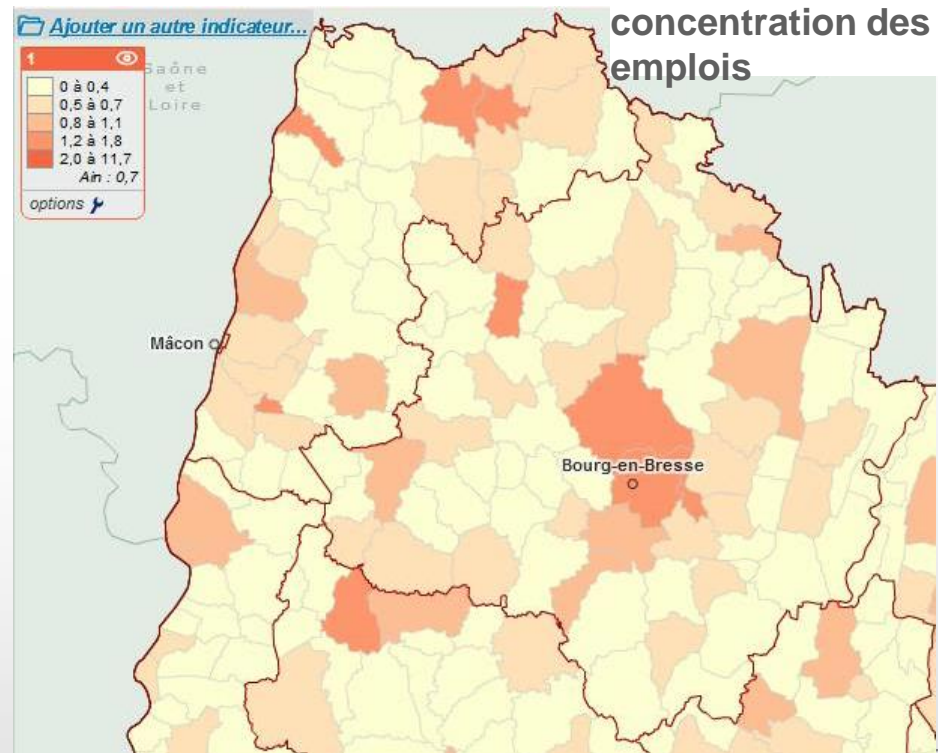 Ajouter un autre indicateur...
concentration des
emplois
1
0 à 0,4
0,5 à 0,7
0,8 à 1,1
1,2 à 1,8
2,0 à 11,7
Ain : 0,7
options
Saône
et
Loire
Mâcon
Bourg-en-Bresse